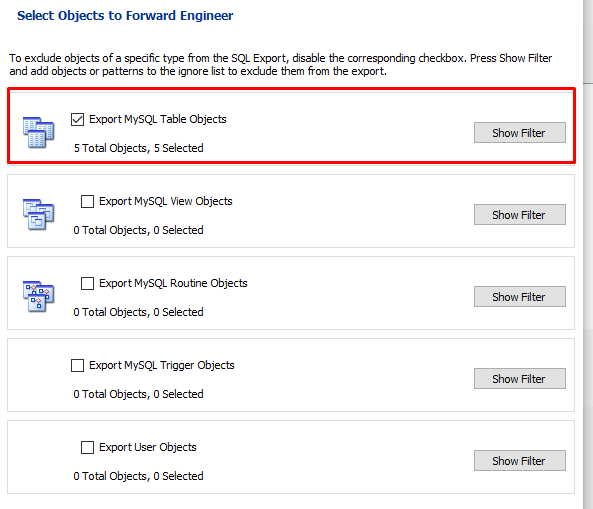 Select Objects to Forward Engineer
To exclude objects of a specific type from the SQL Export, disable the corresponding checkbox. Press Show Filter
and add objects or patterns to the ignore list to exclude them from the export.
Export MySQL Table Objects
Show Filter
5 Total Objects, 5 Selected
Export MySQL View Objects
Show Filter
0 Total Objects, 0 Selected
Export MySQL Routine Objects
Show Filter
0 Total Objects, 0 Selected
Export MySQL Trigger Objects
Show Filter
0 Total Objects, 0 Selected
Export User Objects
Show Filter
0 Total Objects, 0 Selected